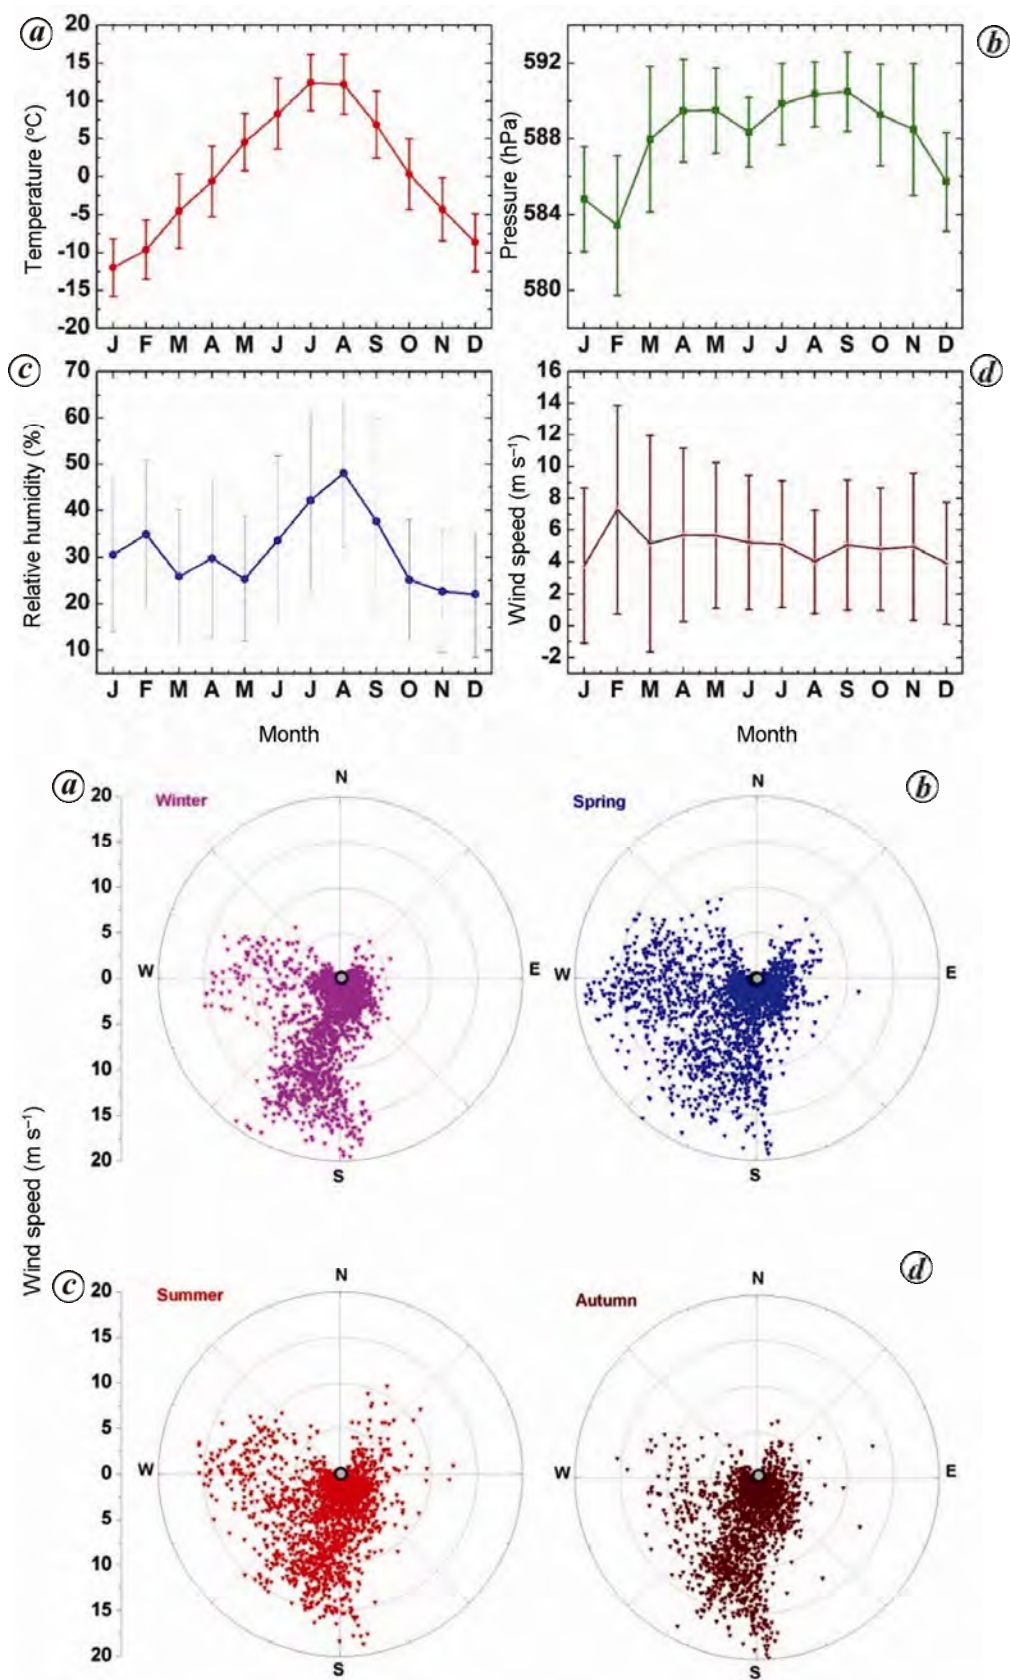 a
Temperature (°C)
20
15
10
5
0
-5
-10
-15
-20
J F M A M J J A S O N D
b
Pressure (hPa)
592
588
584
580
J F M A M J J A S O N D
c
Relative humidity (%)
70
60
50
40
30
20
10
J F M A M J J A S O N D
Month
d
Wind speed (m s⁻¹)
16
14
12
10
8
6
4
2
0
-2
J F M A M J J A S O N D
Month
Wind speed (m s⁻¹)
a
Winter
20
15
10
5
0
5
10
15
20
N
W
E
S
b
Spring
N
W
E
S
c
Summer
20
15
10
5
0
5
10
15
20
N
W
S
d
Autumn
N
W
E
S